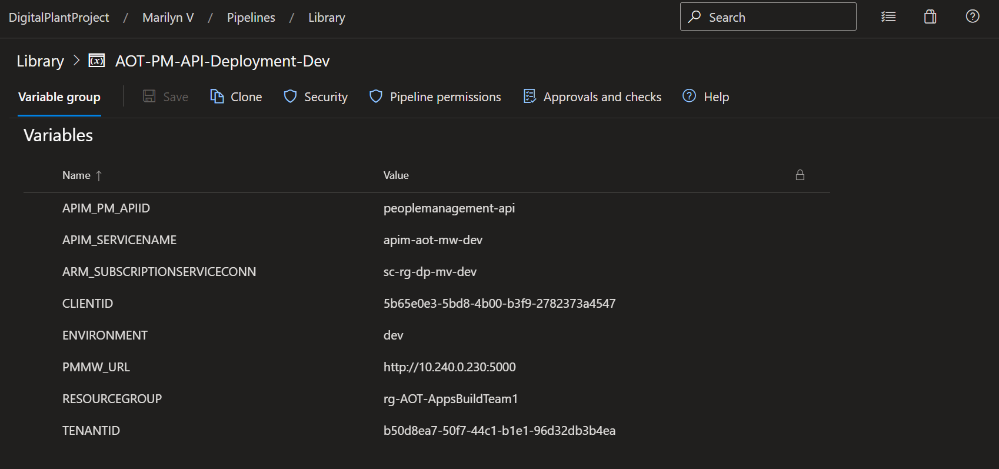 DigitalPlantProject / Marilyn V / Pipelines / Library Search
Library > AOT-PM-API-Deployment-Dev
Variable group Save Clone Security Pipeline permissions Approvals and checks Help
Variables
Name ↑ Value
APIM_PM_APIID peoplemanagement-api
APIM_SERVICENAME apim-aot-mw-dev
ARM_SUBSCRIPTIONSERVICECONN sc-rg-dp-mv-dev
CLIENTID 5b65e0e3-5bd8-4b00-b3f9-2782373a4547
ENVIRONMENT dev
PMMW_URL http://10.240.0.230:5000
RESOURCEGROUP rg-AOT-AppsBuildTeam1
TENANTID b50d8ea7-50f7-44c1-b1e1-96d32db3b4ea